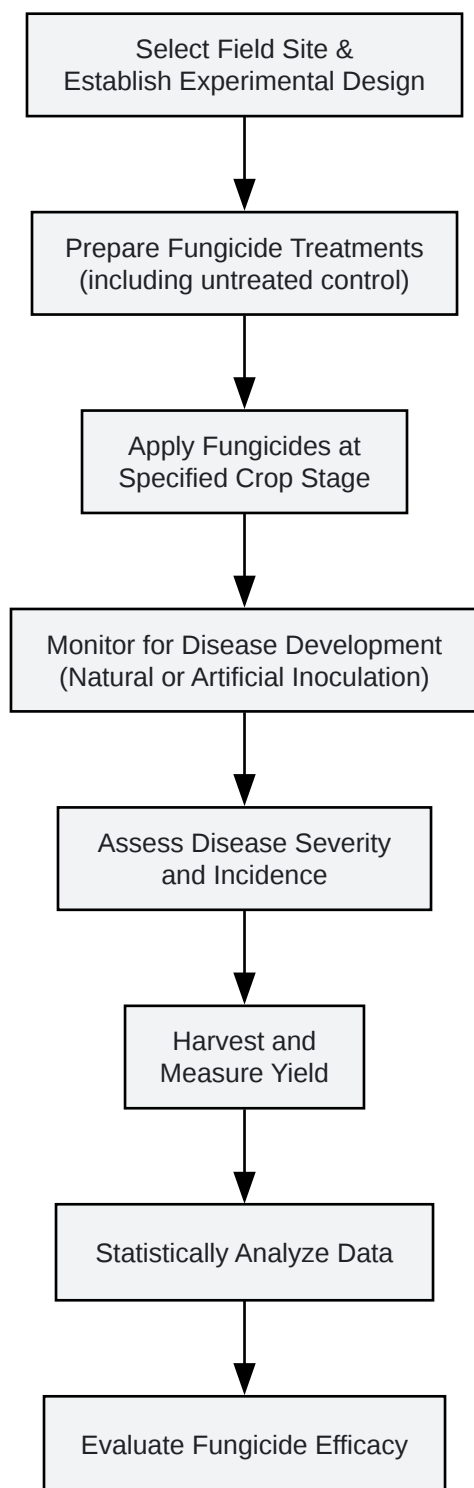 Select Field Site &
Establish Experimental Design
Prepare Fungicide Treatments
(including untreated control)
Apply Fungicides at
Specified Crop Stage
Monitor for Disease Development
(Natural or Artificial Inoculation)
Assess Disease Severity
and Incidence
Harvest and
Measure Yield
Statistically Analyze Data
Evaluate Fungicide Efficacy